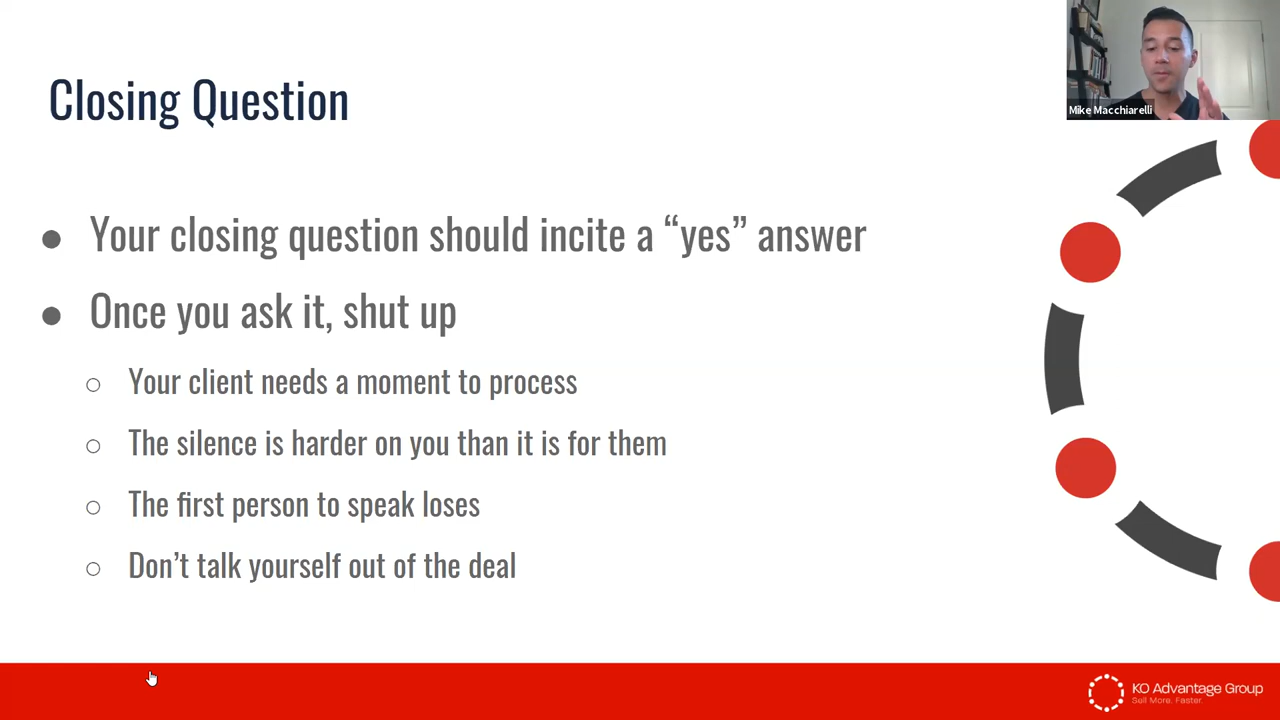 Closing Question
Mike Macchiarelli
● Your closing question should incite a “yes” answer
● Once you ask it, shut up
○ Your client needs a moment to process
○ The silence is harder on you than it is for them
○ The first person to speak loses
○ Don’t talk yourself out of the deal
KO Advantage Group
Sell More. Faster.